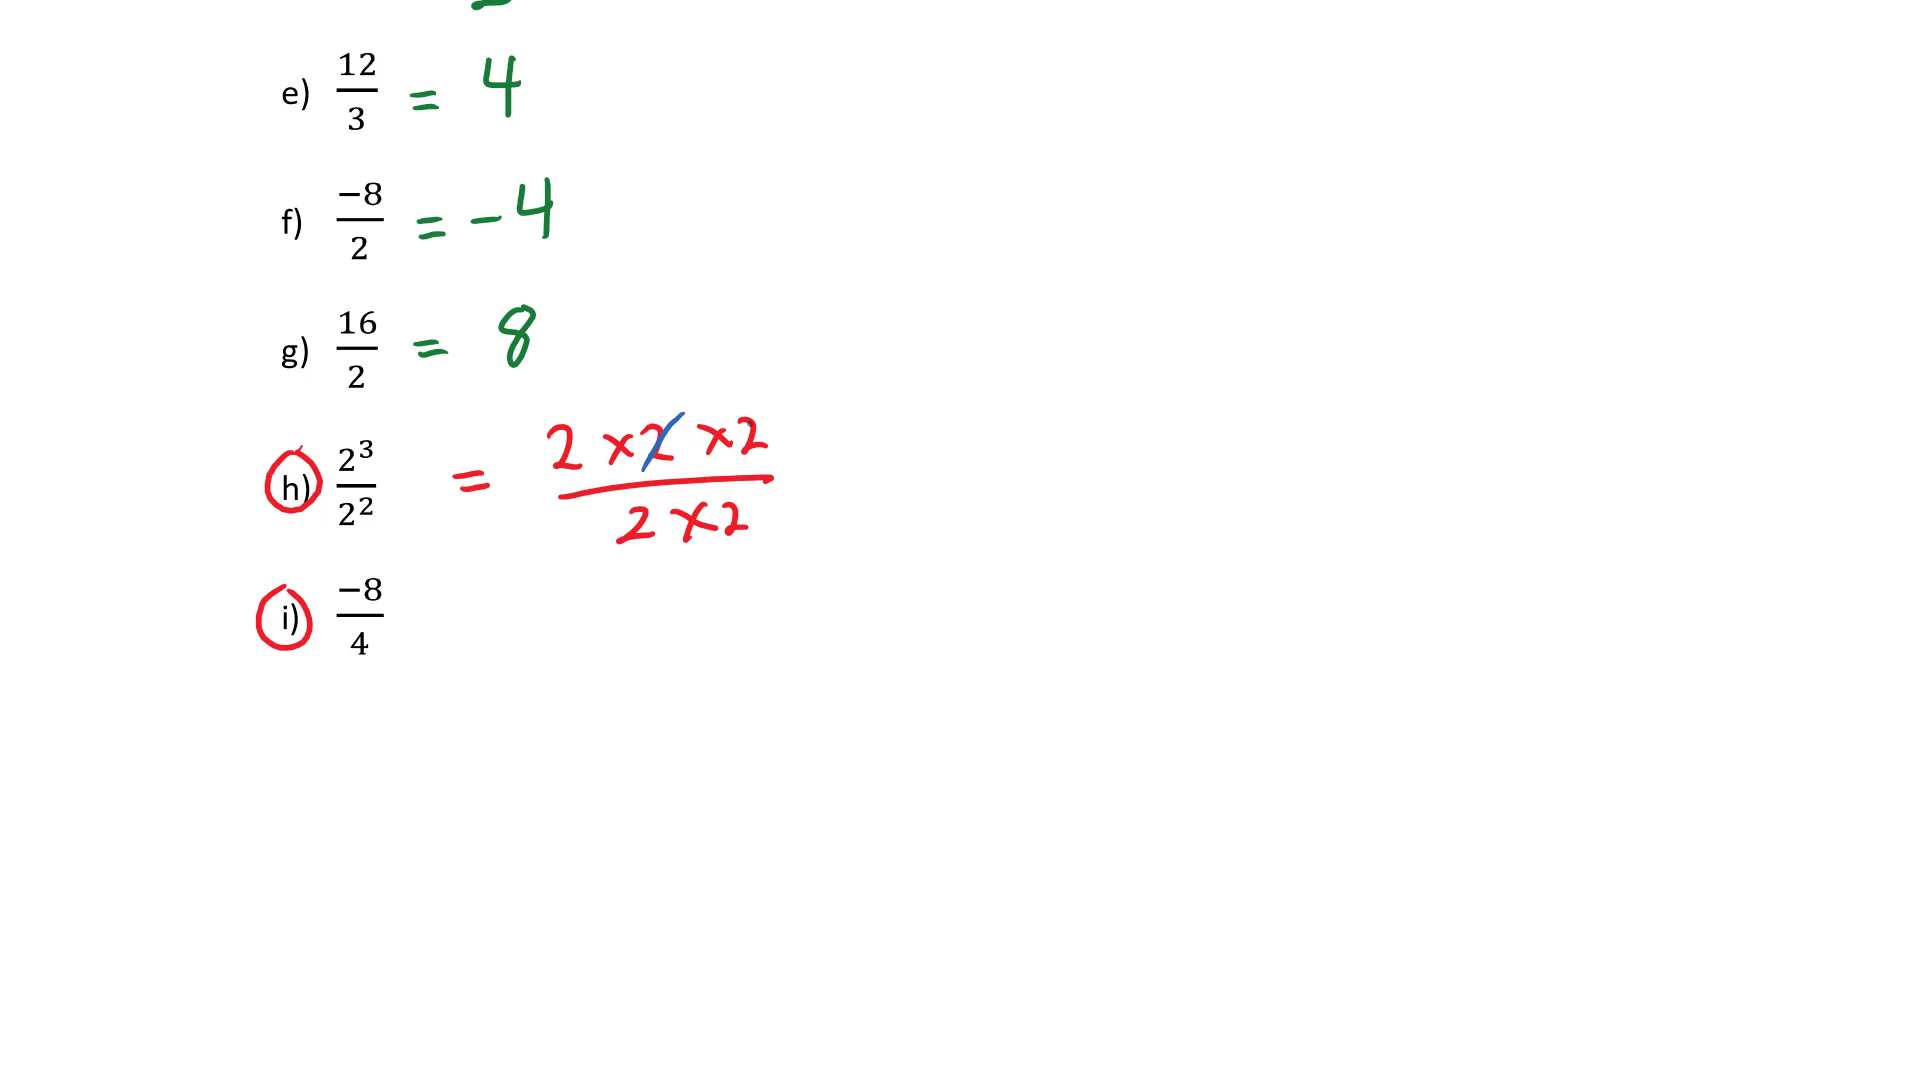 e) 12/3 = 4
f) −8/2 = -4
g) 16/2 = 8
h) 2³/2² = 2 × 2 × 2 / 2 × 2
i) −8/4